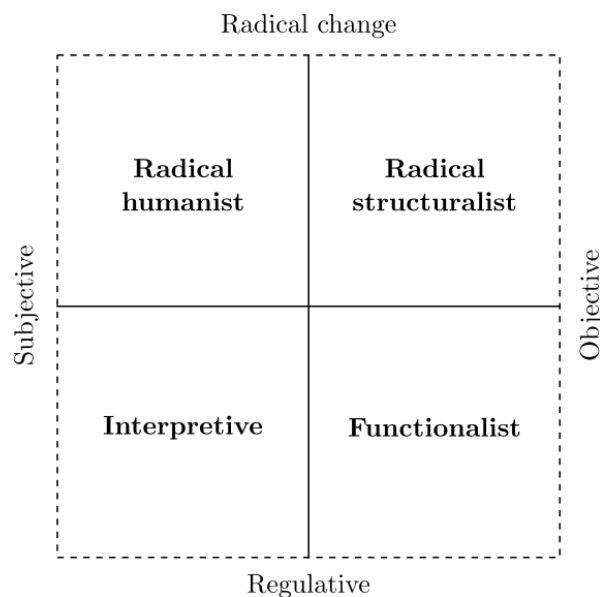 Radical change
Radical
humanist
Radical
structuralist
Subjective
Objective
Interpretive
Functionalist
Regulative